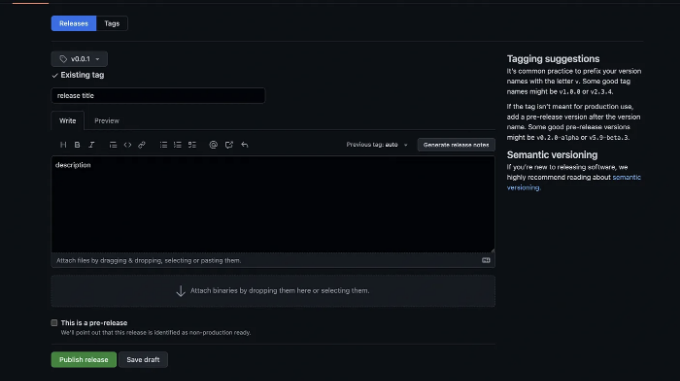 Releases Tags
v0.0.1
Existing tag
release title
Write Preview
Previous tag: auto Generate release notes
description
Attach files by dragging & dropping, selecting or pasting them.
Attach binaries by dropping them here or selecting them.
This is a pre-release
We'll point out that this release is identified as non-production ready.
Publish release Save draft
Tagging suggestions
It's common practice to prefix your version
names with the letter v. Some good tag
names might be v1.0.0 or v2.3.4.
If the tag isn't meant for production use,
add a pre-release version after the version
name. Some good pre-release versions
might be v0.2.0-alpha or v5.9-beta.3.
Semantic versioning
If you're new to releasing software, we
highly recommend reading about semantic
versioning.